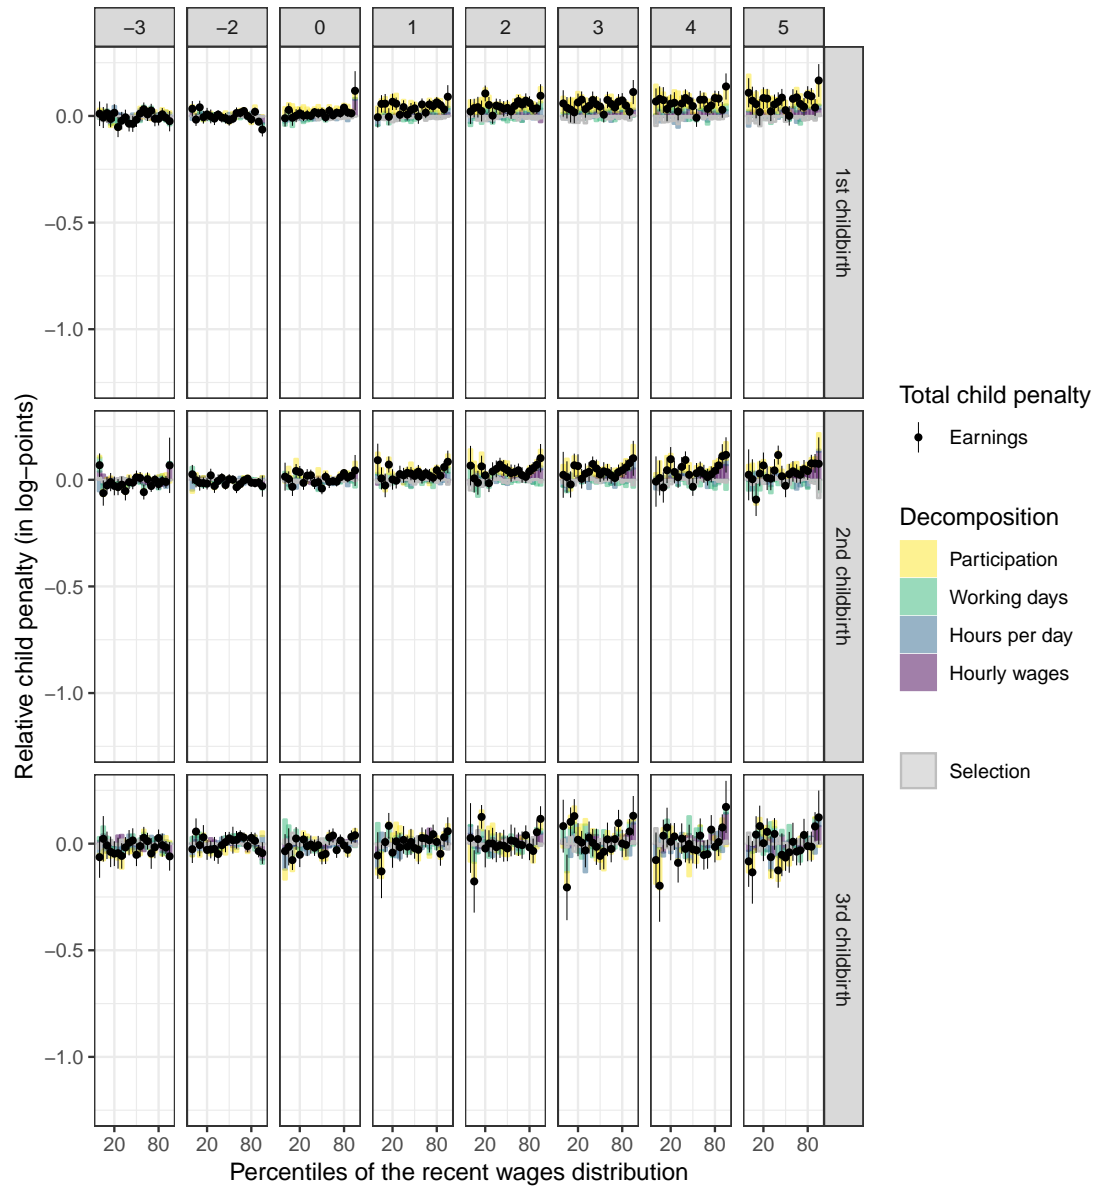 −3 −2 0 1 2 3 4 5
0.0
−0.5
−1.0
1st childbirth
0.0
−0.5
−1.0
2nd childbirth
0.0
−0.5
−1.0
3rd childbirth
20 80 20 80 20 80 20 80 20 80 20 80 20 80 20 80
Percentiles of the recent wages distribution
Relative child penalty (in log−points)
Total child penalty
Earnings
Decomposition
Participation
Working days
Hours per day
Hourly wages
Selection